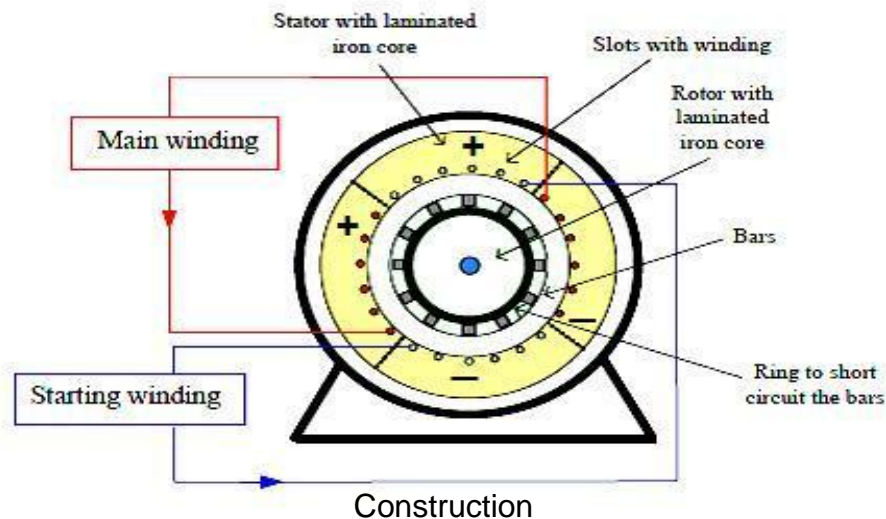 Stator with laminated
iron core
Slots with winding
Rotor with
laminated
iron core
Main winding
+
+
Bars
−
−
Starting winding
Ring to short
circuit the bars
Construction